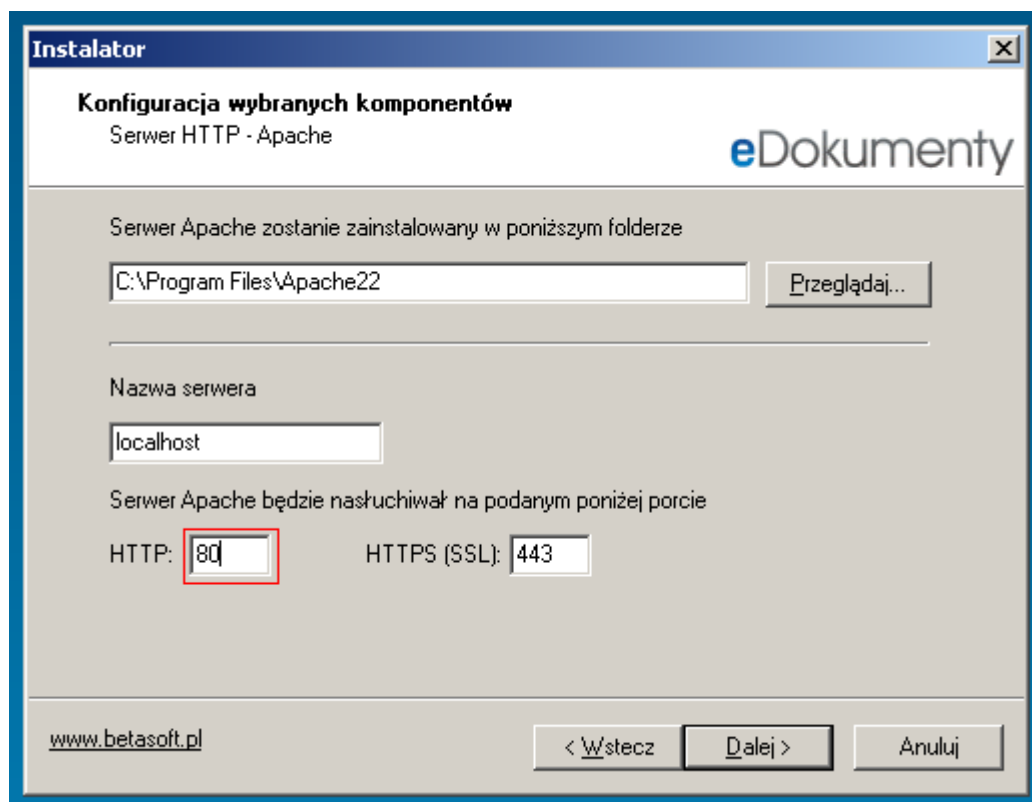 Instalator
Konfiguracja wybranych komponentów
Serwer HTTP - Apache
eDokumenty
Serwer Apache zostanie zainstalowany w poniższym folderze
C:\Program Files\Apache22
Przeglądaj...
Nazwa serwera
localhost
Serwer Apache będzie nasłuchiwał na podanym poniżej porcie
HTTP: 80 HTTPS (SSL): 443
www.betasoft.pl
< Wstecz Dalej > Anuluj